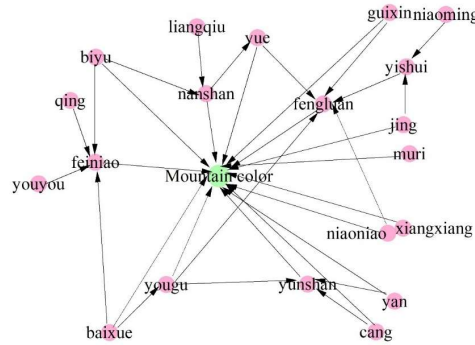 liangqiu
guixin
niaoming
yue
biyu
yishui
nanshan
qing
fengluan
jing
muri
feiniao
youyou
Mountain color
niaoniao
xiangxiang
yougu
yunshan
yan
baixue
cang